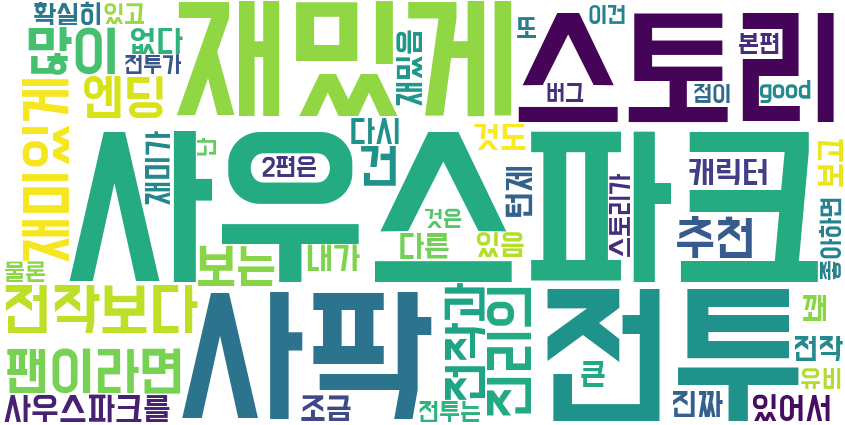 확실히 있고
많이 없다
전투가
재밌게
재밌음
또
이건
스토리
본편
버그
점이
good
엔딩
재미있게
사우스파크
재미가
난
2편은
다시
건
것도
턴제
캐릭터
보고
스토리가
추천
좋아하면
것은
다른
있음
내가
보는
물론
전작보다
팬이라면
사팍
전작과
진리인
전투
큰
꽤
전작
유비
사우스파크를
조금
전투는
진짜
있어서